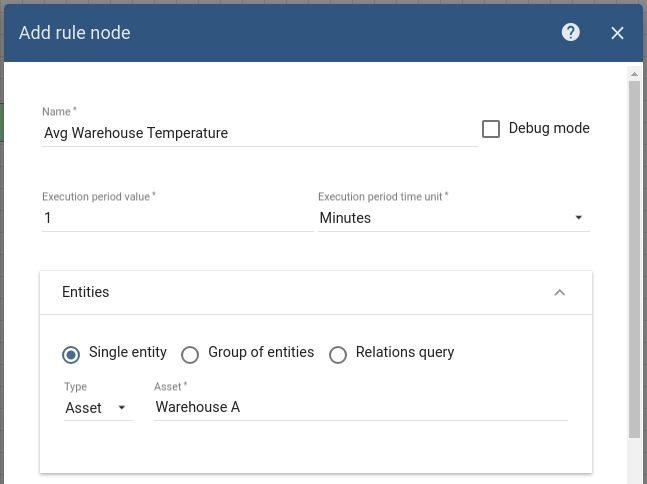 Add rule node
Name *
Avg Warehouse Temperature
Debug mode
Execution period value *
Execution period time unit *
1
Minutes
Entities
Single entity
Group of entities
Relations query
Type
Asset *
Asset
Warehouse A